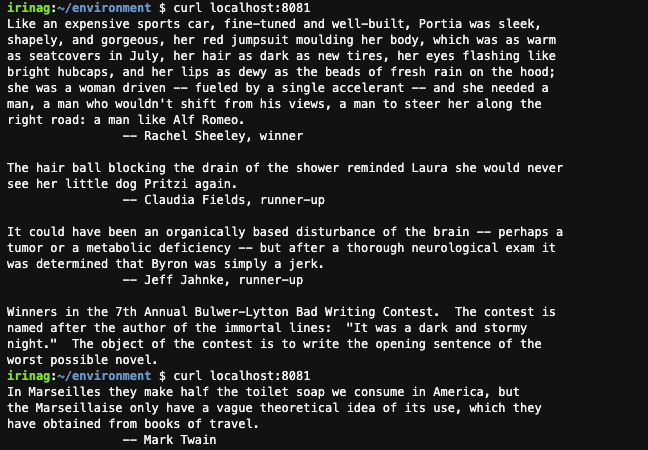 irinag:~/environment $ curl localhost:8081
Like an expensive sports car, fine-tuned and well-built, Portia was sleek,
shapely, and gorgeous, her red jumpsuit moulding her body, which was as warm
as seatcovers in July, her hair as dark as new tires, her eyes flashing like
bright hubcaps, and her lips as dewy as the beads of fresh rain on the hood;
she was a woman driven -- fueled by a single accelerant -- and she needed a
man, a man who wouldn't shift from his views, a man to steer her along the
right road: a man like Alf Romeo.
-- Rachel Sheeley, winner
The hair ball blocking the drain of the shower reminded Laura she would never
see her little dog Pritzi again.
-- Claudia Fields, runner-up
It could have been an organically based disturbance of the brain -- perhaps a
tumor or a metabolic deficiency -- but after a thorough neurological exam it
was determined that Byron was simply a jerk.
-- Jeff Jahnke, runner-up
Winners in the 7th Annual Bulwer-Lytton Bad Writing Contest.  The contest is
named after the author of the immortal lines:  "It was a dark and stormy
night."  The object of the contest is to write the opening sentence of the
worst possible novel.
irinag:~/environment $ curl localhost:8081
In Marseilles they make half the toilet soap we consume in America, but
the Marseillaise only have a vague theoretical idea of its use, which they
have obtained from books of travel.
-- Mark Twain